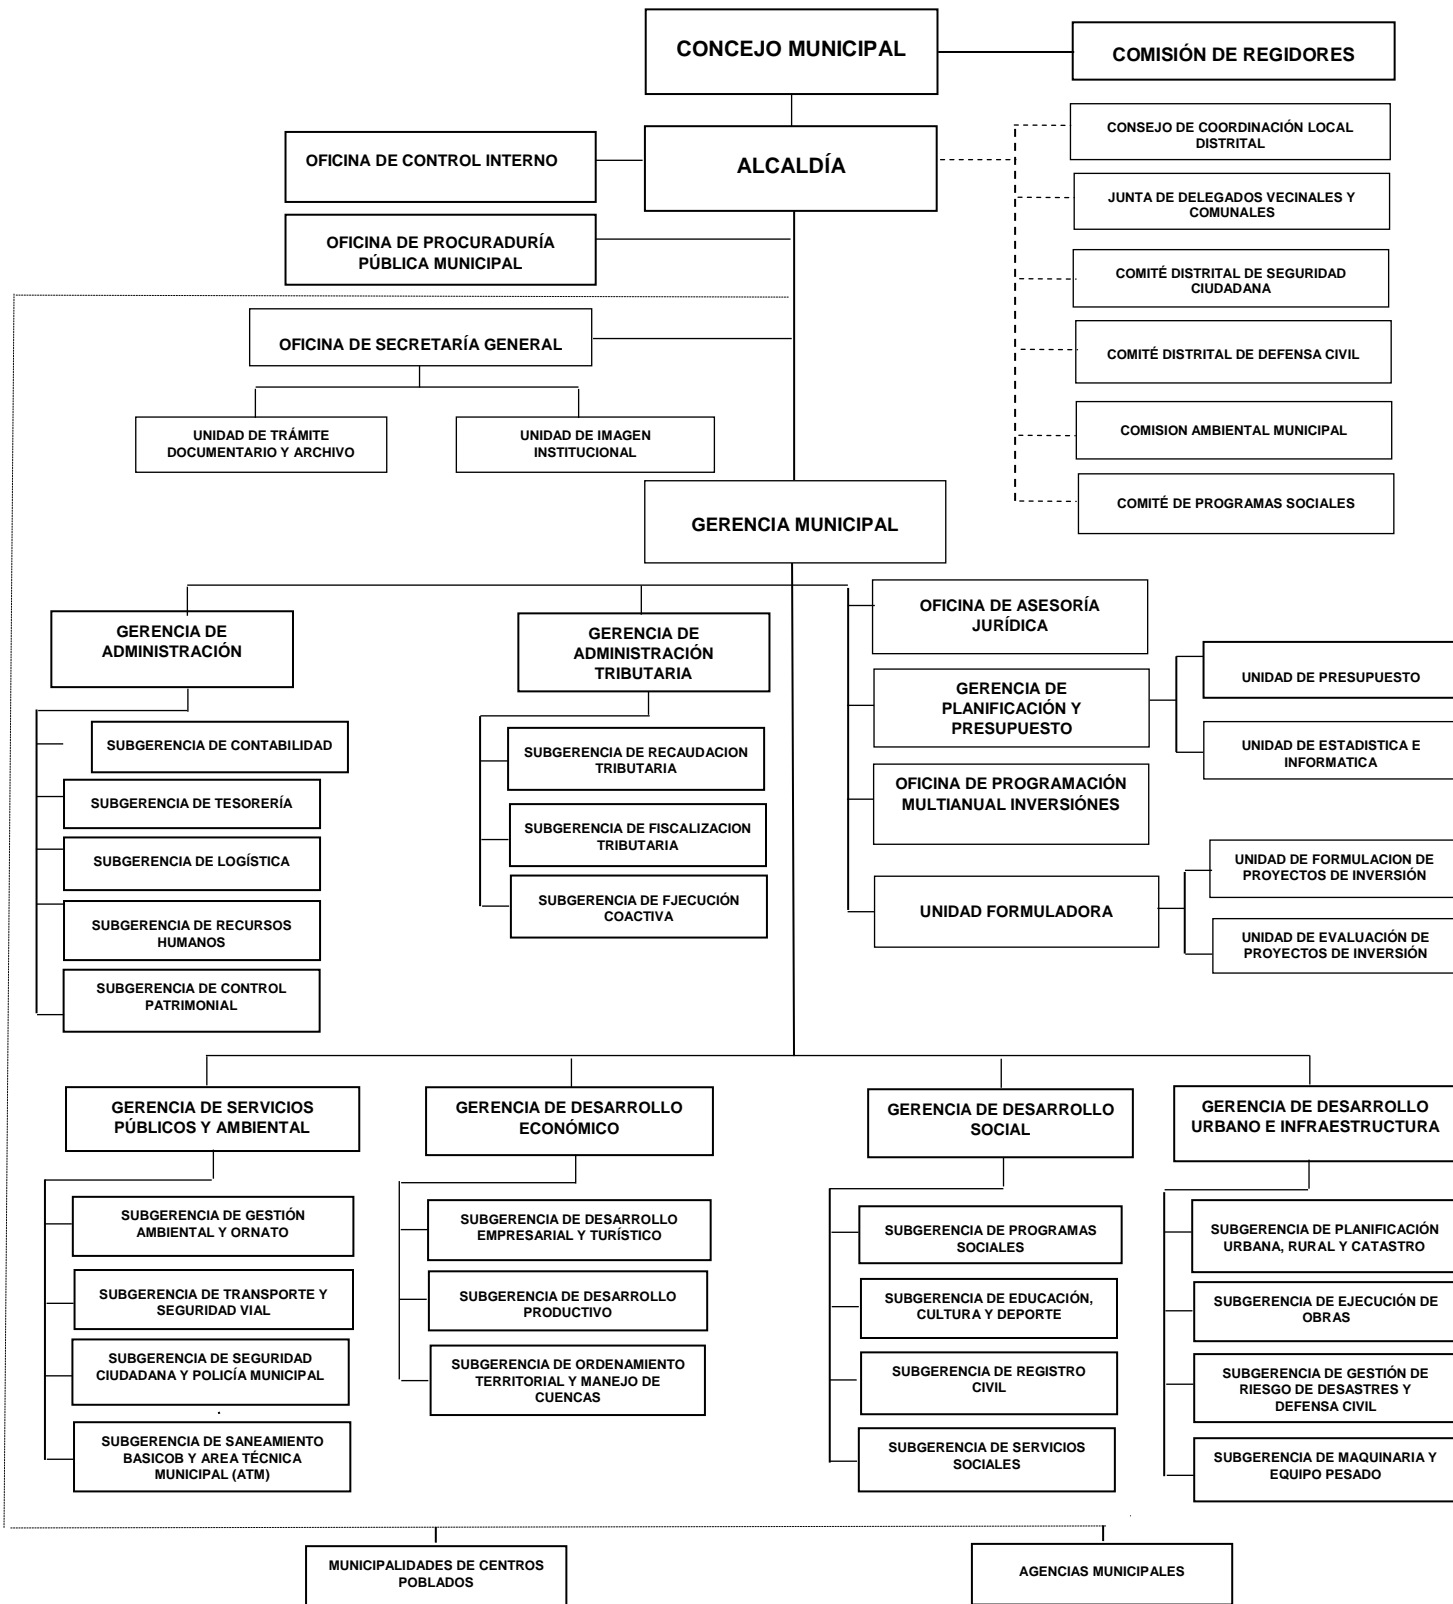 CONCEJO MUNICIPAL
COMISIÓN DE REGIDORES
ALCALDÍA
OFICINA DE CONTROL INTERNO
OFICINA DE PROCURADURÍA
PÚBLICA MUNICIPAL
CONSEJO DE COORDINACIÓN LOCAL
DISTRITAL
JUNTA DE DELEGADOS VECINALES Y
COMUNALES
COMITÉ DISTRITAL DE SEGURIDAD
CIUDADANA
COMITÉ DISTRITAL DE DEFENSA CIVIL
COMISION AMBIENTAL MUNICIPAL
COMITÉ DE PROGRAMAS SOCIALES
OFICINA DE SECRETARÍA GENERAL
UNIDAD DE TRÁMITE
DOCUMENTARIO Y ARCHIVO
UNIDAD DE IMAGEN
INSTITUCIONAL
GERENCIA MUNICIPAL
GERENCIA DE
ADMINISTRACIÓN
SUBGERENCIA DE CONTABILIDAD
SUBGERENCIA DE TESORERÍA
SUBGERENCIA DE LOGÍSTICA
SUBGERENCIA DE RECURSOS
HUMANOS
SUBGERENCIA DE CONTROL
PATRIMONIAL
GERENCIA DE
ADMINISTRACIÓN
TRIBUTARIA
SUBGERENCIA DE RECAUDACION
TRIBUTARIA
SUBGERENCIA DE FISCALIZACION
TRIBUTARIA
SUBGERENCIA DE FJECUCIÓN
COACTIVA
OFICINA DE ASESORÍA
JURÍDICA
GERENCIA DE
PLANIFICACIÓN Y
PRESUPUESTO
UNIDAD DE PRESUPUESTO
UNIDAD DE ESTADISTICA E
INFORMATICA
OFICINA DE PROGRAMACIÓN
MULTIANUAL INVERSIÓNES
UNIDAD FORMULADORA
UNIDAD DE FORMULACION DE
PROYECTOS DE INVERSIÓN
UNIDAD DE EVALUACIÓN DE
PROYECTOS DE INVERSIÓN
GERENCIA DE SERVICIOS
PÚBLICOS Y AMBIENTAL
SUBGERENCIA DE GESTIÓN
AMBIENTAL Y ORNATO
SUBGERENCIA DE TRANSPORTE Y
SEGURIDAD VIAL
SUBGERENCIA DE SEGURIDAD
CIUDADANA Y POLICÍA MUNICIPAL
.
SUBGERENCIA DE SANEAMIENTO
BASICOB Y AREA TÉCNICA
MUNICIPAL (ATM)
GERENCIA DE DESARROLLO
ECONÓMICO
SUBGERENCIA DE DESARROLLO
EMPRESARIAL Y TURÍSTICO
SUBGERENCIA DE DESARROLLO
PRODUCTIVO
SUBGERENCIA DE ORDENAMIENTO
TERRITORIAL Y MANEJO DE
CUENCAS
GERENCIA DE DESARROLLO
SOCIAL
SUBGERENCIA DE PROGRAMAS
SOCIALES
SUBGERENCIA DE EDUCACIÓN,
CULTURA Y DEPORTE
SUBGERENCIA DE REGISTRO
CIVIL
SUBGERENCIA DE SERVICIOS
SOCIALES
GERENCIA DE DESARROLLO
URBANO E INFRAESTRUCTURA
SUBGERENCIA DE PLANIFICACIÓN
URBANA, RURAL Y CATASTRO
SUBGERENCIA DE EJECUCIÓN DE
OBRAS
SUBGERENCIA DE GESTIÓN DE
RIESGO DE DESASTRES Y
DEFENSA CIVIL
SUBGERENCIA DE MAQUINARIA Y
EQUIPO PESADO
MUNICIPALIDADES DE CENTROS
POBLADOS
AGENCIAS MUNICIPALES